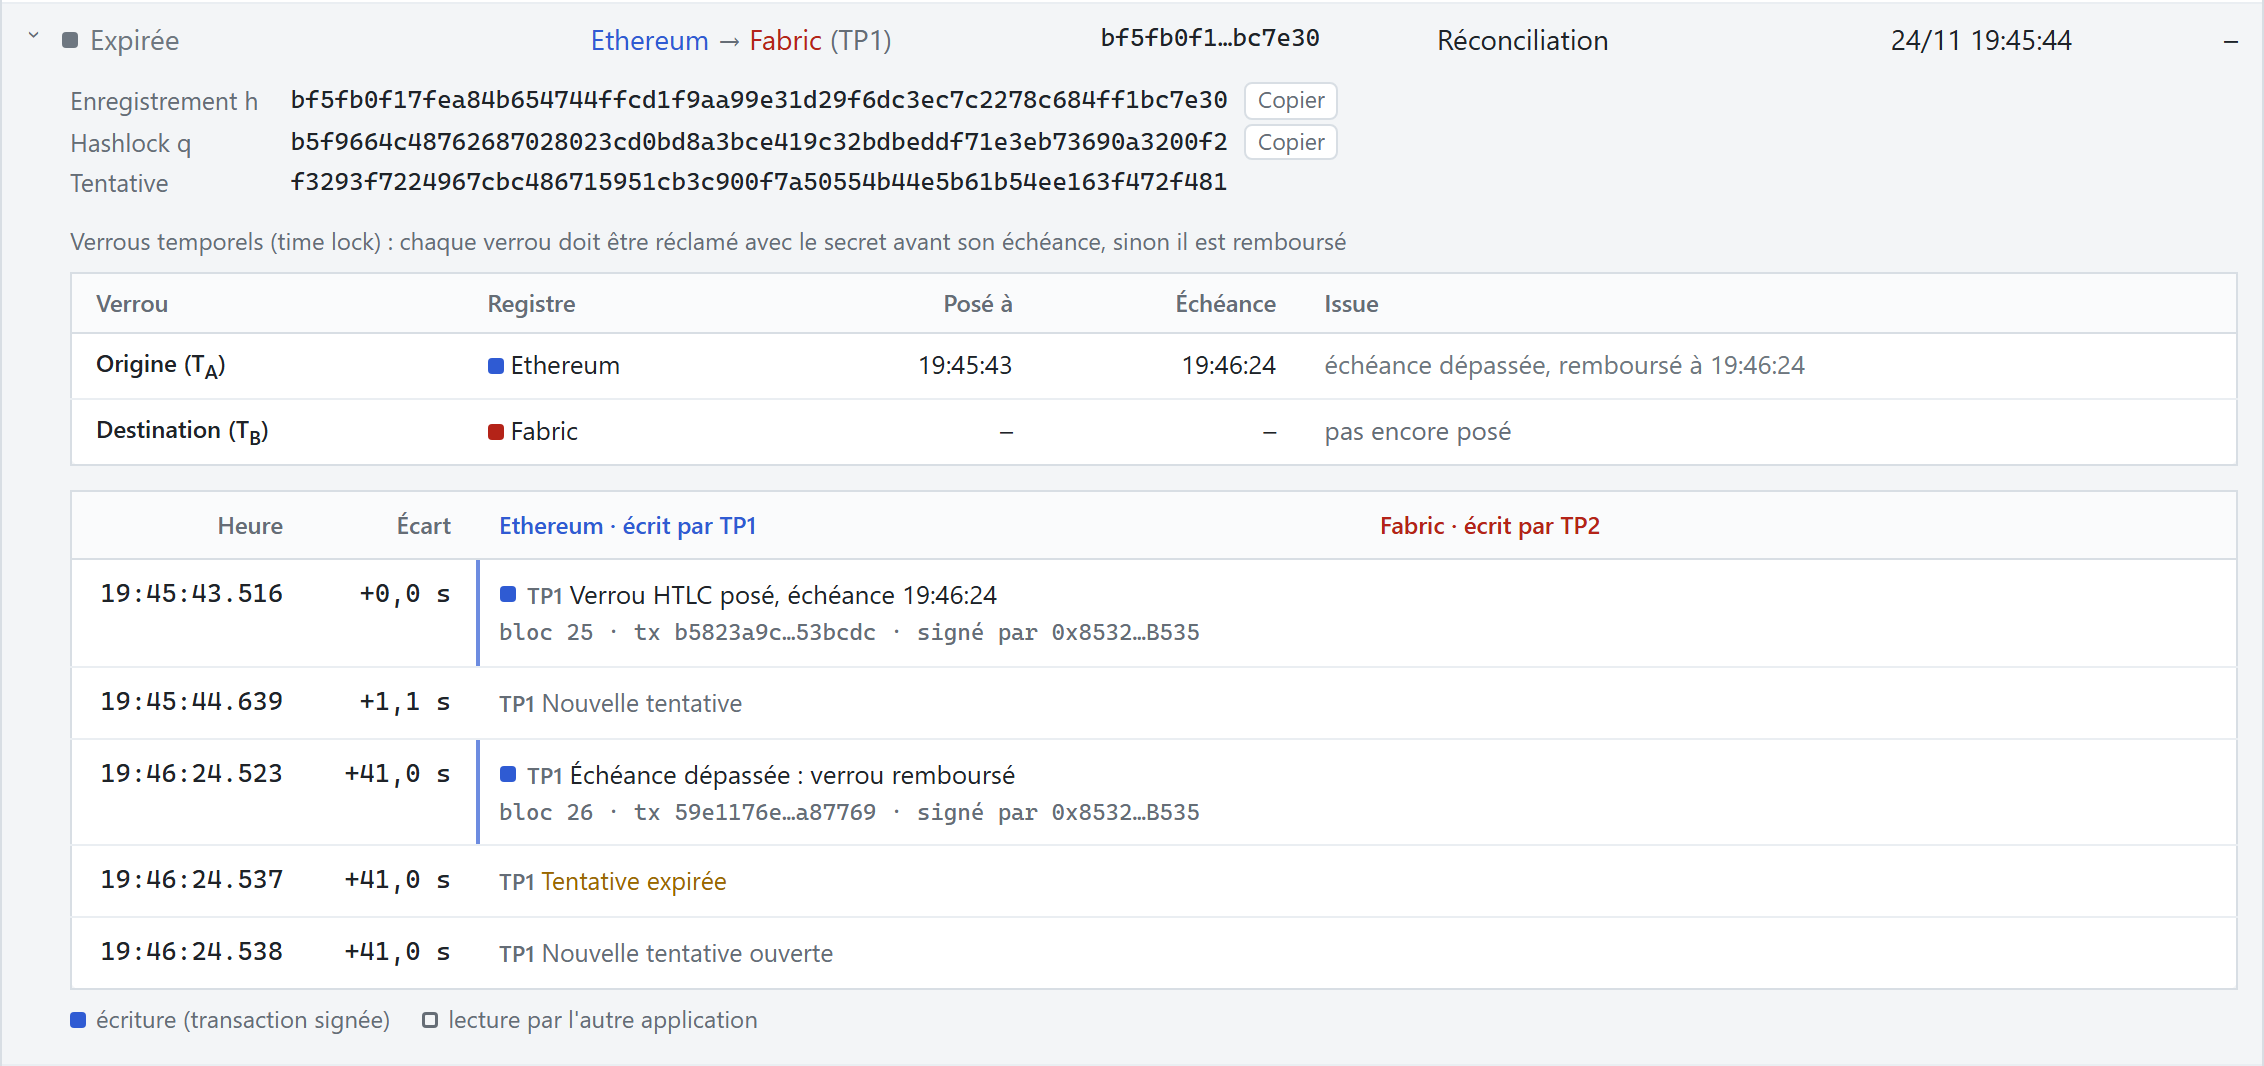 Expirée Ethereum → Fabric (TP1) bf5fb0f1…bc7e30 Réconciliation 24/11 19:45:44 –
Enregistrement h bf5fb0f17fea84b654744ffcd1f9aa99e31d29f6dc3ec7c2278c684ff1bc7e30 Copier
Hashlock q b5f9664c48762687028023cd0bd8a3bce419c32bdbeddf71e3eb73690a3200f2 Copier
Tentative f3293f7224967cbc486715951cb3c900f7a50554b44e5b61b54ee163f472f481
Verrous temporels (time lock) : chaque verrou doit être réclamé avec le secret avant son échéance, sinon il est remboursé
Verrou Registre Posé à Échéance Issue
Origine (TA) Ethereum 19:45:43 19:46:24 échéance dépassée, remboursé à 19:46:24
Destination (TB) Fabric – – pas encore posé
Heure Écart Ethereum · écrit par TP1 Fabric · écrit par TP2
19:45:43.516 +0,0 s TP1 Verrou HTLC posé, échéance 19:46:24
bloc 25 · tx b5823a9c…53bcdc · signé par 0x8532…B535
19:45:44.639 +1,1 s TP1 Nouvelle tentative
19:46:24.523 +41,0 s TP1 Échéance dépassée : verrou remboursé
bloc 26 · tx 59e1176e…a87769 · signé par 0x8532…B535
19:46:24.537 +41,0 s TP1 Tentative expirée
19:46:24.538 +41,0 s TP1 Nouvelle tentative ouverte
écriture (transaction signée) lecture par l'autre application